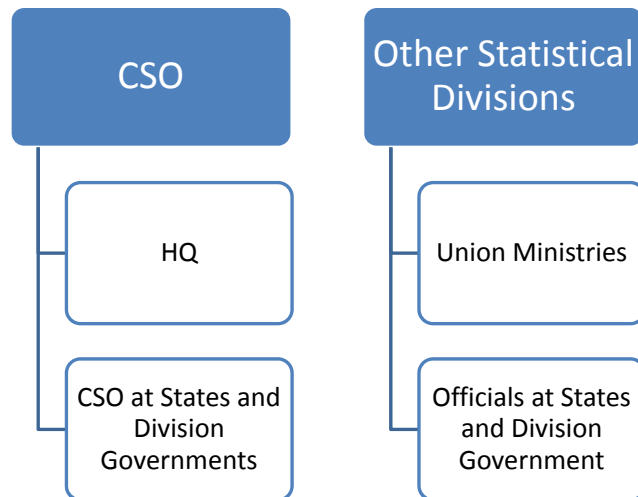 CSO
HQ
CSO at States and
Division
Governments
Other Statistical
Divisions
Union Ministries
Officials at States
and Division
Government